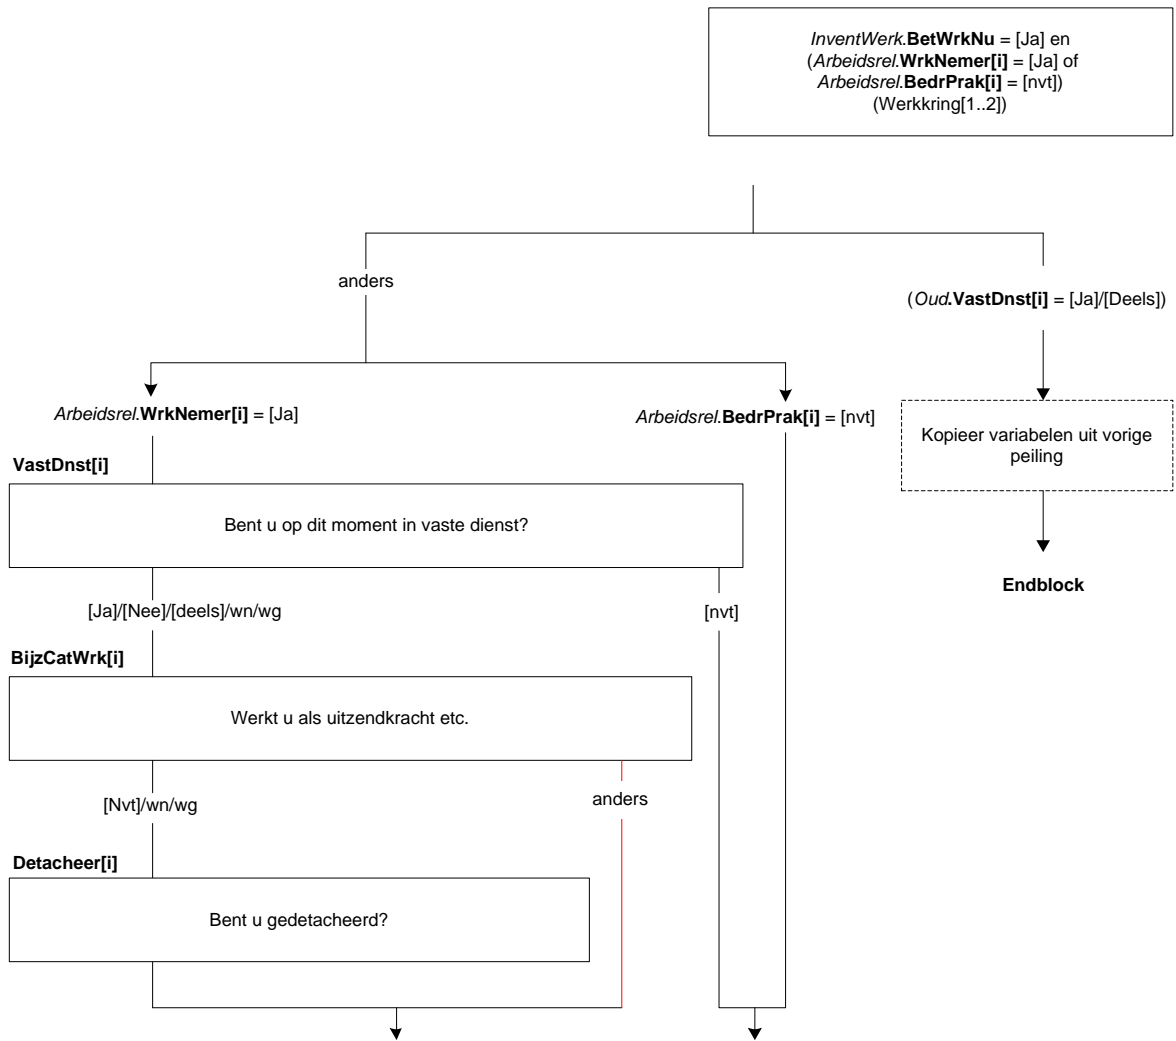 InventWerk.BetWrkNu = [Ja] en
(Arbeidsrel.WrkNemer[i] = [Ja] of
Arbeidsrel.BedrPrak[i] = [nvt])
(Werkkring[1..2])
anders
(Oud.VastDnst[i] = [Ja]/[Deels])
Arbeidsrel.WrkNemer[i] = [Ja]
Arbeidsrel.BedrPrak[i] = [nvt]
Kopieer variabelen uit vorige
peiling
VastDnst[i]
Bent u op dit moment in vaste dienst?
Endblock
[Ja]/[Nee]/[deels]/wn/wg
[nvt]
BijzCatWrk[i]
Werkt u als uitzendkracht etc.
[Nvt]/wn/wg
anders
Detacheer[i]
Bent u gedetacheerd?